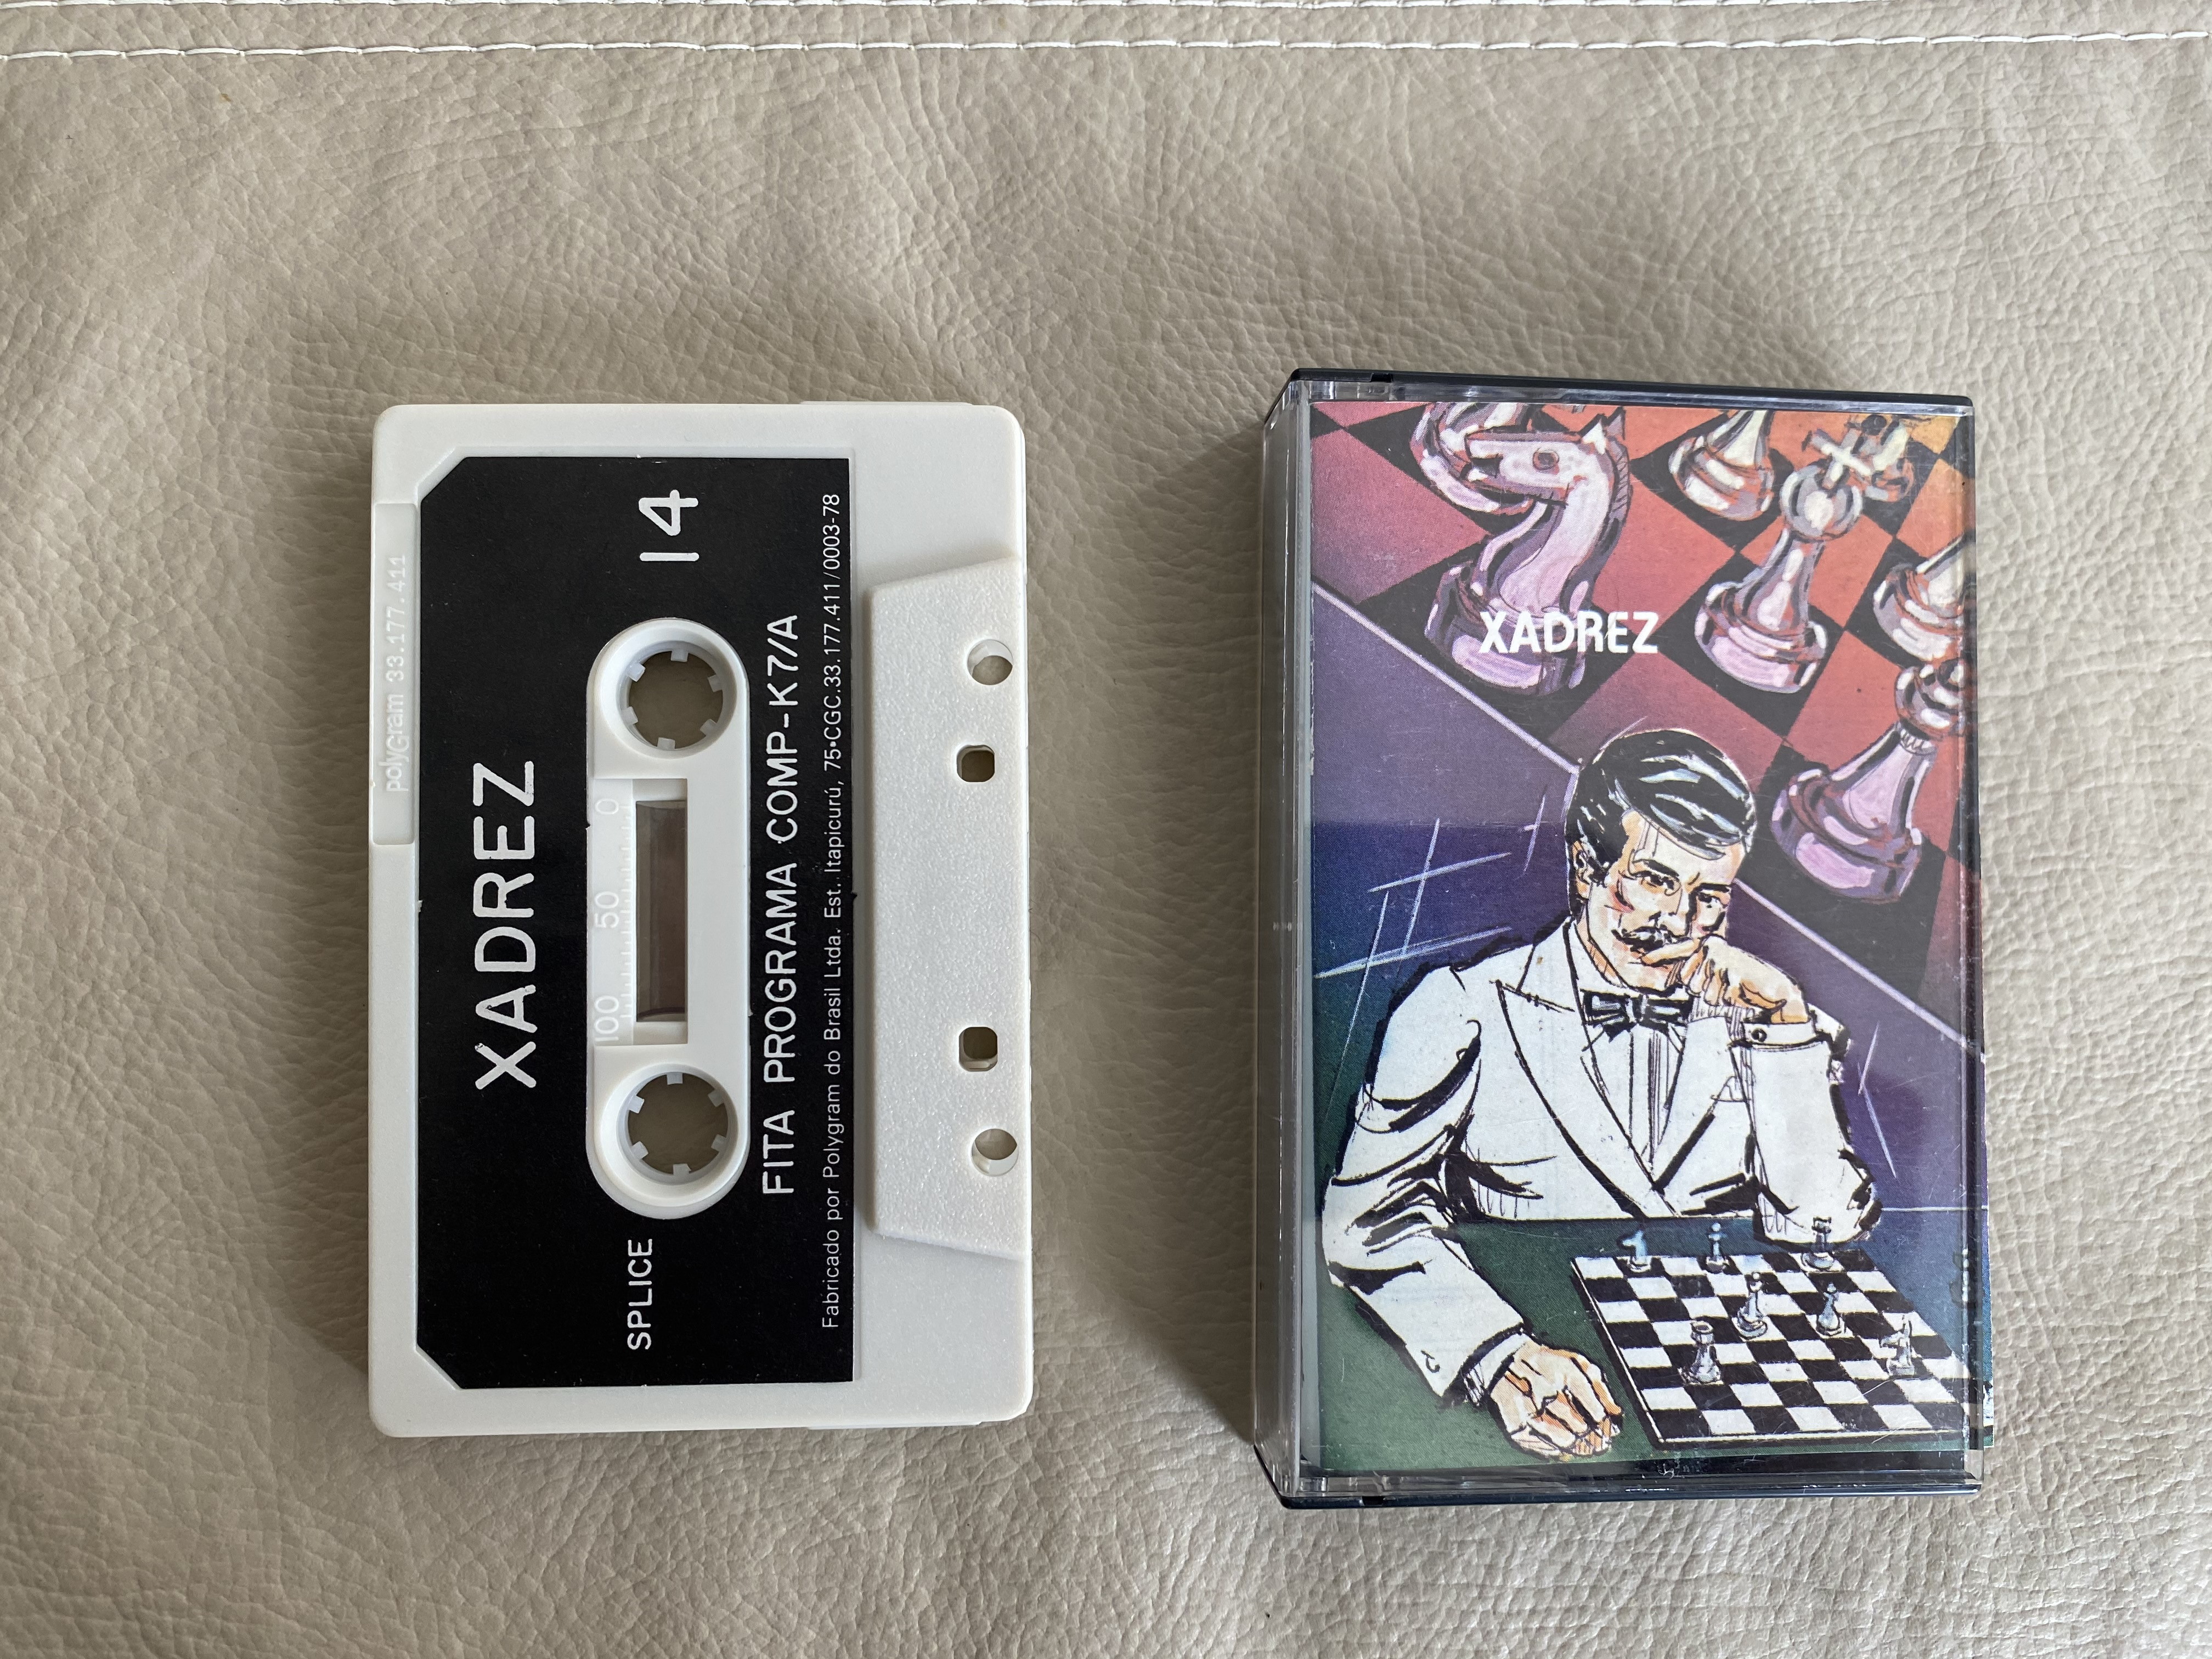 polyGram 33.177.411
XADREZ
14
100 50 0
SPLICE
FITA PROGRAMA COMP-K7/A
Fabricado por Polygram do Brasil Ltda. Est. Itapicurú, 75•CGC.33.177.411/0003-78
XADREZ